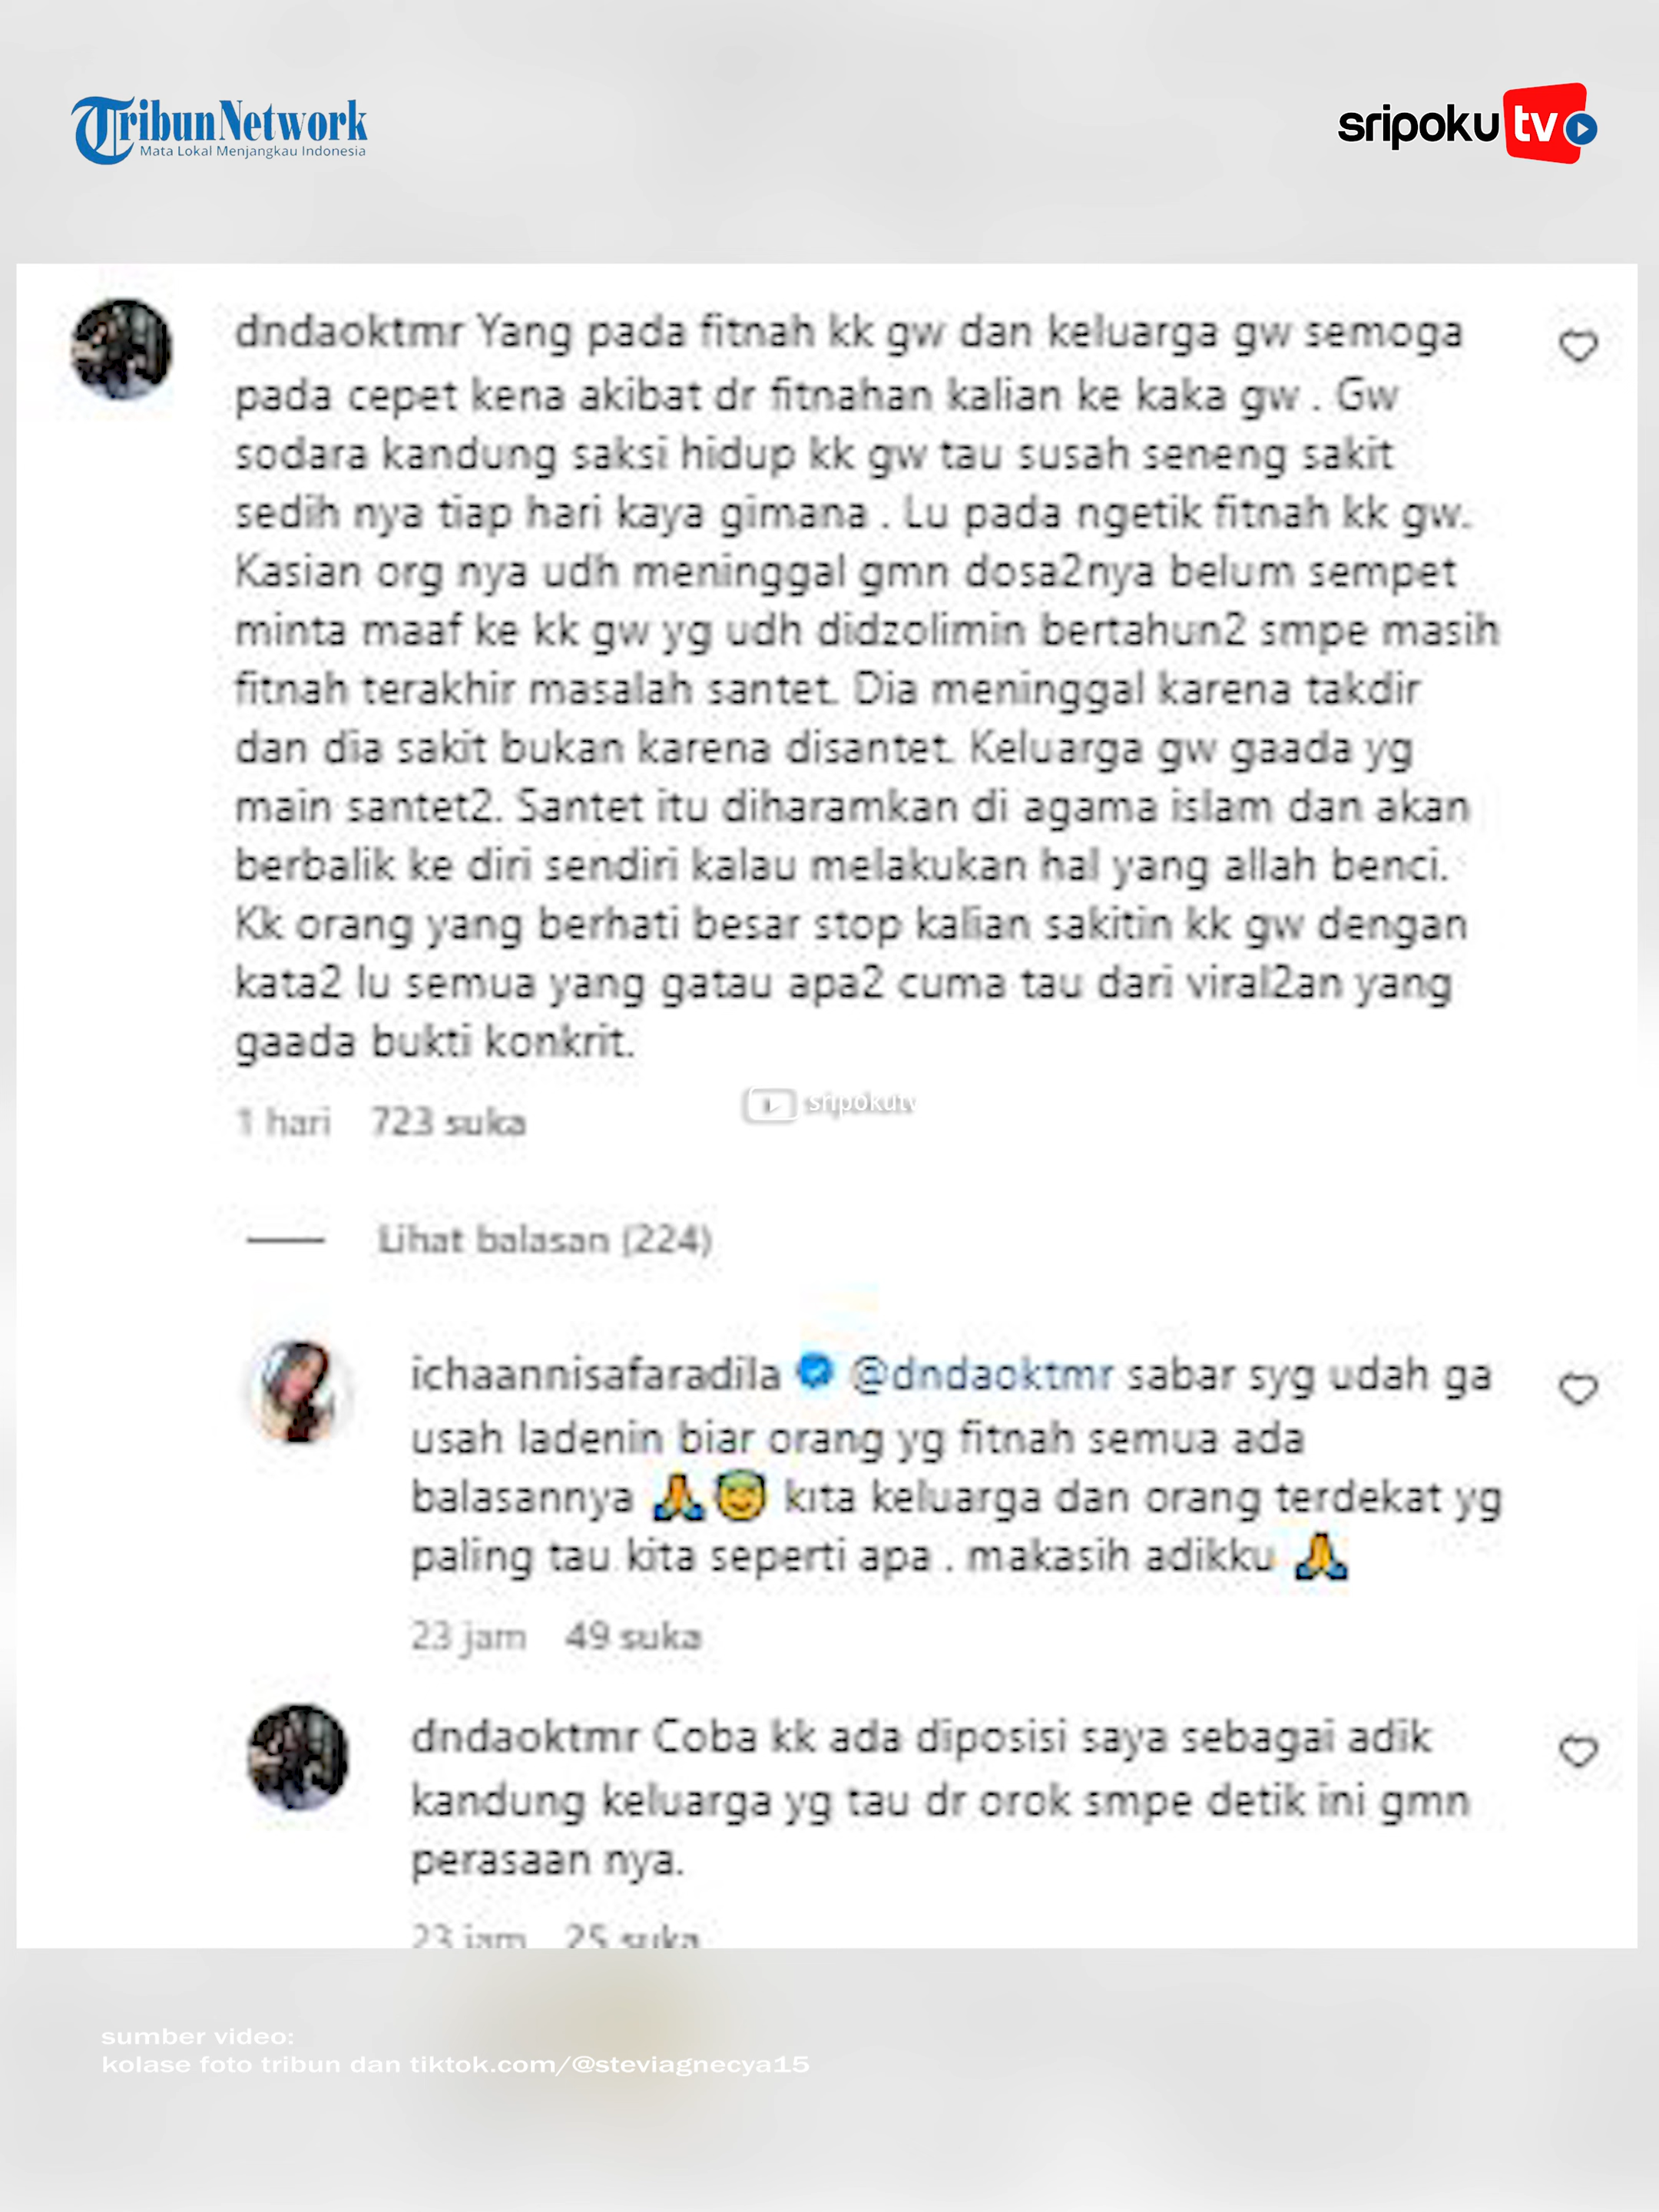 TribunNetwork
Mata Lokal Menjangkau Indonesia
sripoku tv
dndaoktmr Yang pada fitnah kk gw dan keluarga gw semoga
pada cepet kena akibat dr fitnahan kalian ke kaka gw . Gw
sodara kandung saksi hidup kk gw tau susah seneng sakit
sedih nya tiap hari kaya gimana . Lu pada ngetik fitnah kk gw.
Kasian org nya udh meninggal gmn dosa2nya belum sempet
minta maaf ke kk gw yg udh didzolimin bertahun2 smpe masih
fitnah terakhir masalah santet. Dia meninggal karena takdir
dan dia sakit bukan karena disantet. Keluarga gw gaada yg
main santet2. Santet itu diharamkan di agama islam dan akan
berbalik ke diri sendiri kalau melakukan hal yang allah benci.
Kk orang yang berhati besar stop kalian sakitin kk gw dengan
kata2 lu semua yang gatau apa2 cuma tau dari viral2an yang
gaada bukti konkrit.
sripokutv
1 hari 723 suka
Lihat balasan (224)
ichaannisafaradila @dndaoktmr sabar syg udah ga
usah ladenin biar orang yg fitnah semua ada
balasannya 🙏😇 kita keluarga dan orang terdekat yg
paling tau kita seperti apa . makasih adikku 🙏
23 jam 49 suka
dndaoktmr Coba kk ada diposisi saya sebagai adik
kandung keluarga yg tau dr orok smpe detik ini gmn
perasaan nya.
23 jam 25 suka
sumber video:
kolase foto tribun dan tiktok.com/@steviagnecya15